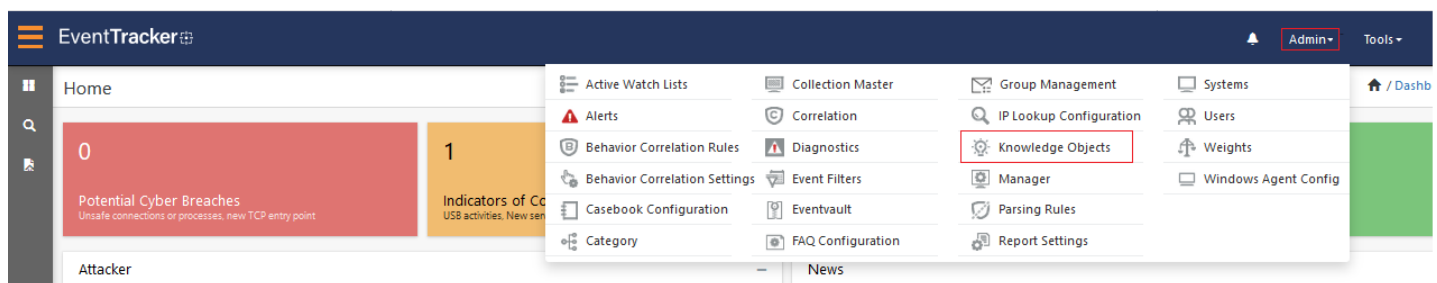 EventTracker
Admin
Tools
Home
/ Dashb
Active Watch Lists
Collection Master
Group Management
Systems
Alerts
Correlation
IP Lookup Configuration
Users
Behavior Correlation Rules
Diagnostics
Knowledge Objects
Weights
Behavior Correlation Settings
Event Filters
Manager
Windows Agent Config
Casebook Configuration
Eventvault
Parsing Rules
Category
FAQ Configuration
Report Settings
0
Potential Cyber Breaches
Unsafe connections or processes, new TCP entry point
1
Indicators of Co
USB activities, New serv
Attacker
News